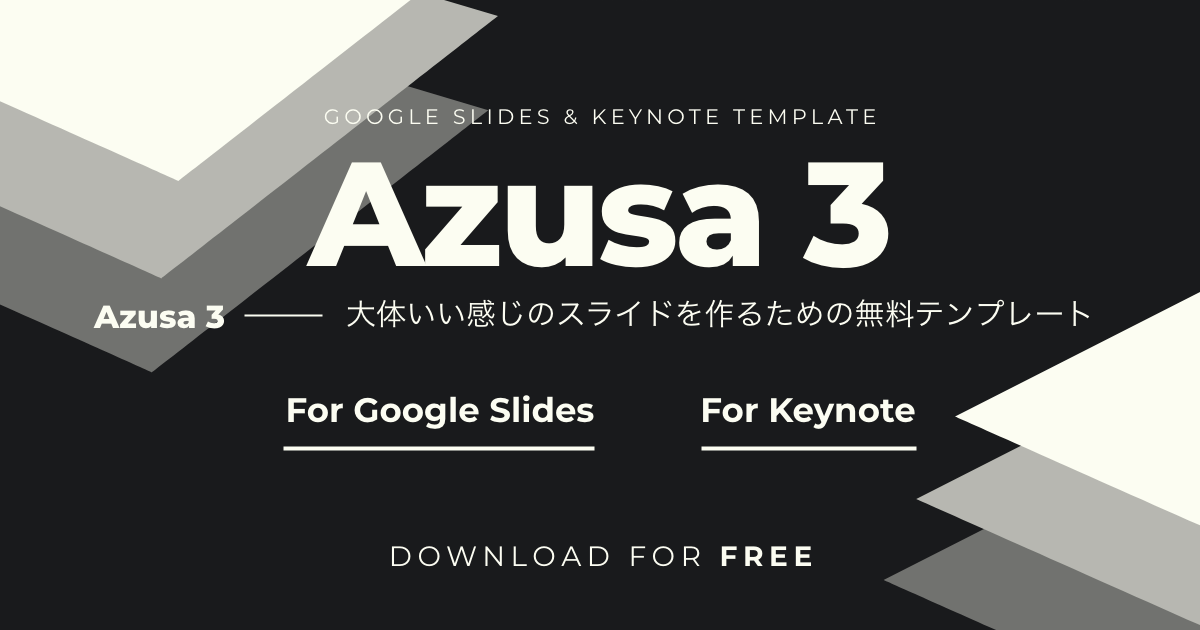 GOOGLE SLIDES & KEYNOTE TEMPLATE
Azusa 3
Azusa 3 ── 大体いい感じのスライドを作るための無料テンプレート
For Google Slides For Keynote
DOWNLOAD FOR FREE